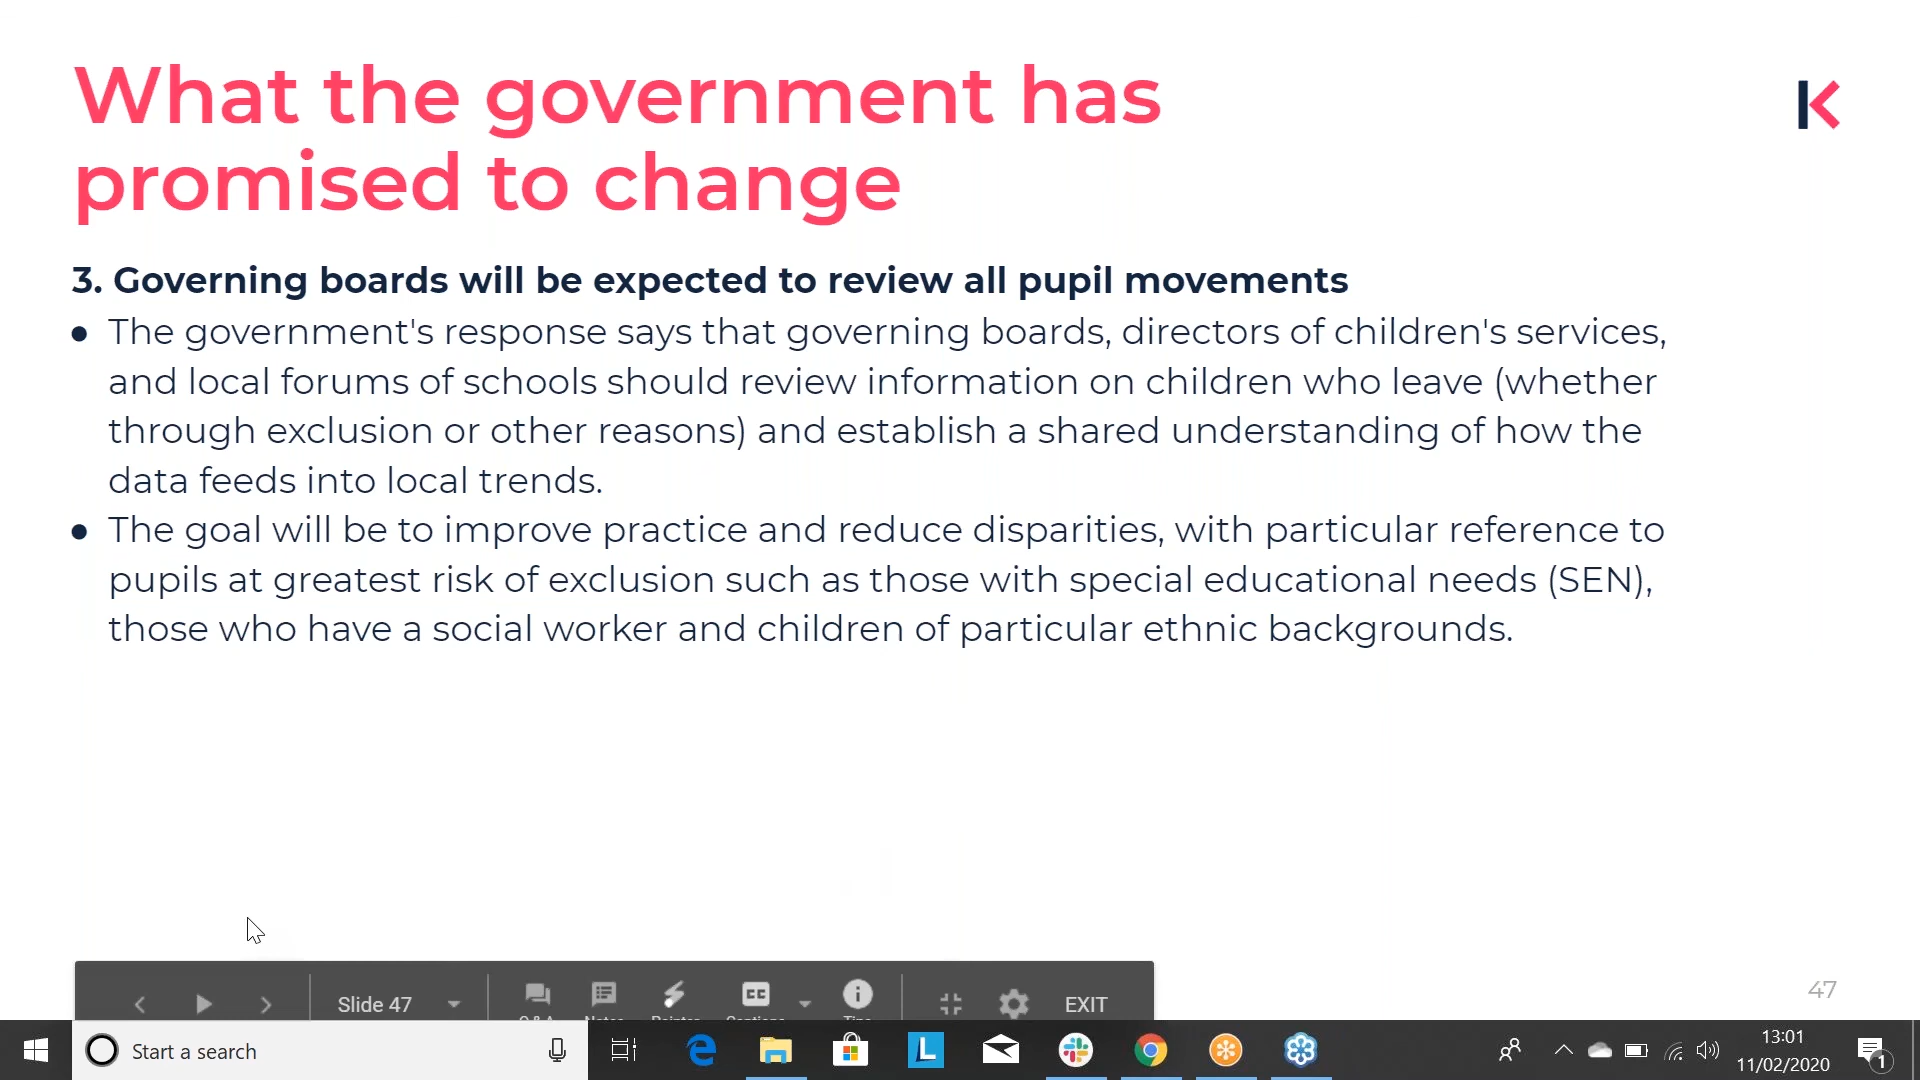 What the government has
promised to change
3. Governing boards will be expected to review all pupil movements
● The government's response says that governing boards, directors of children's services,
and local forums of schools should review information on children who leave (whether
through exclusion or other reasons) and establish a shared understanding of how the
data feeds into local trends.
● The goal will be to improve practice and reduce disparities, with particular reference to
pupils at greatest risk of exclusion such as those with special educational needs (SEN),
those who have a social worker and children of particular ethnic backgrounds.
47
Slide 47
CC
EXIT
Start a search
L
13:01
11/02/2020
1